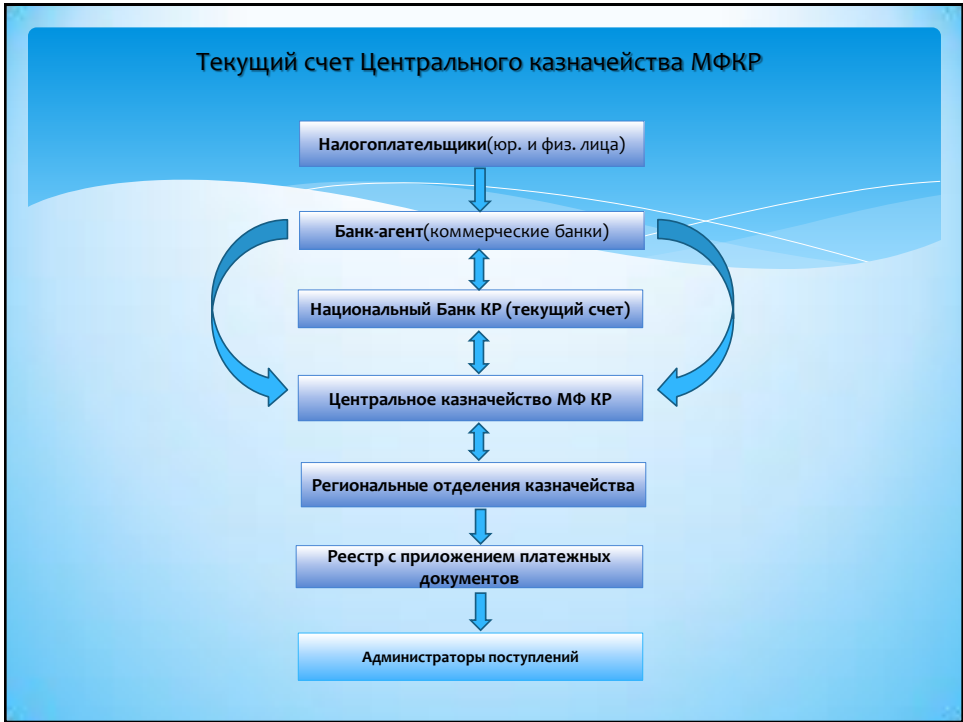 Текущий счет Центрального казначейства МФКР
Налогоплательщики(юр. и физ. лица)
Банк-агент(коммерческие банки)
Национальный Банк КР (текущий счет)
Центральное казначейство МФ КР
Региональные отделения казначейства
Реестр с приложением платежных
документов
Администраторы поступлений